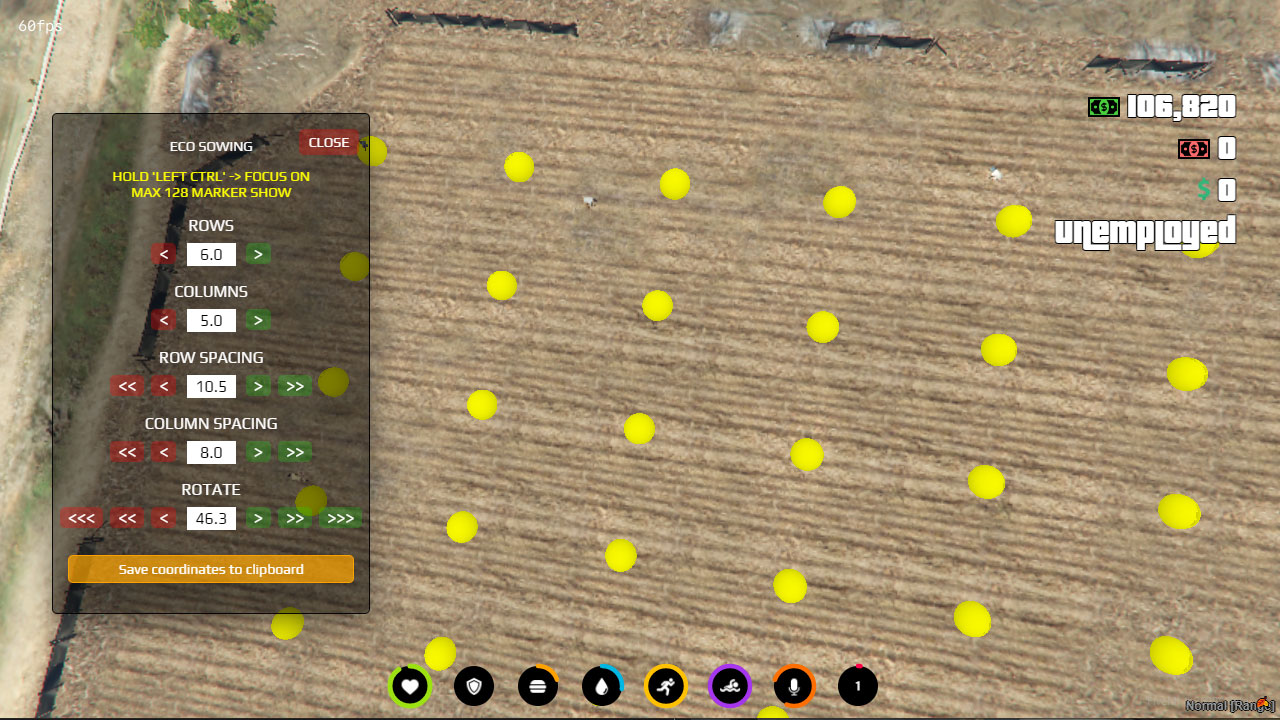 60fps
106,820
0
$ 0
unemployed
ECO SOWING
CLOSE
HOLD 'LEFT CTRL' -> FOCUS ON
MAX 128 MARKER SHOW
ROWS
< 6.0 >
COLUMNS
< 5.0 >
ROW SPACING
<< < 10.5 > >>
COLUMN SPACING
<< < 8.0 > >>
ROTATE
<<< << < 46.3 > >> >>>
Save coordinates to clipboard
1
Normal [Range]